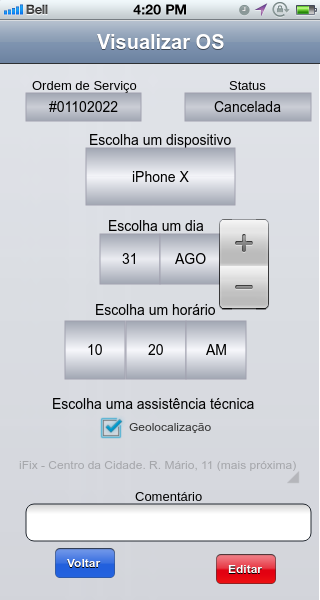 Bell 4:20 PM
Visualizar OS
Ordem de Serviço Status
#01102022 Cancelada
Escolha um dispositivo
iPhone X
Escolha um dia
31 AGO
+
−
Escolha um horário
10 20 AM
Escolha uma assistência técnica
Geolocalização
iFix - Centro da Cidade. R. Mário, 11 (mais próxima)
Comentário
Voltar Editar